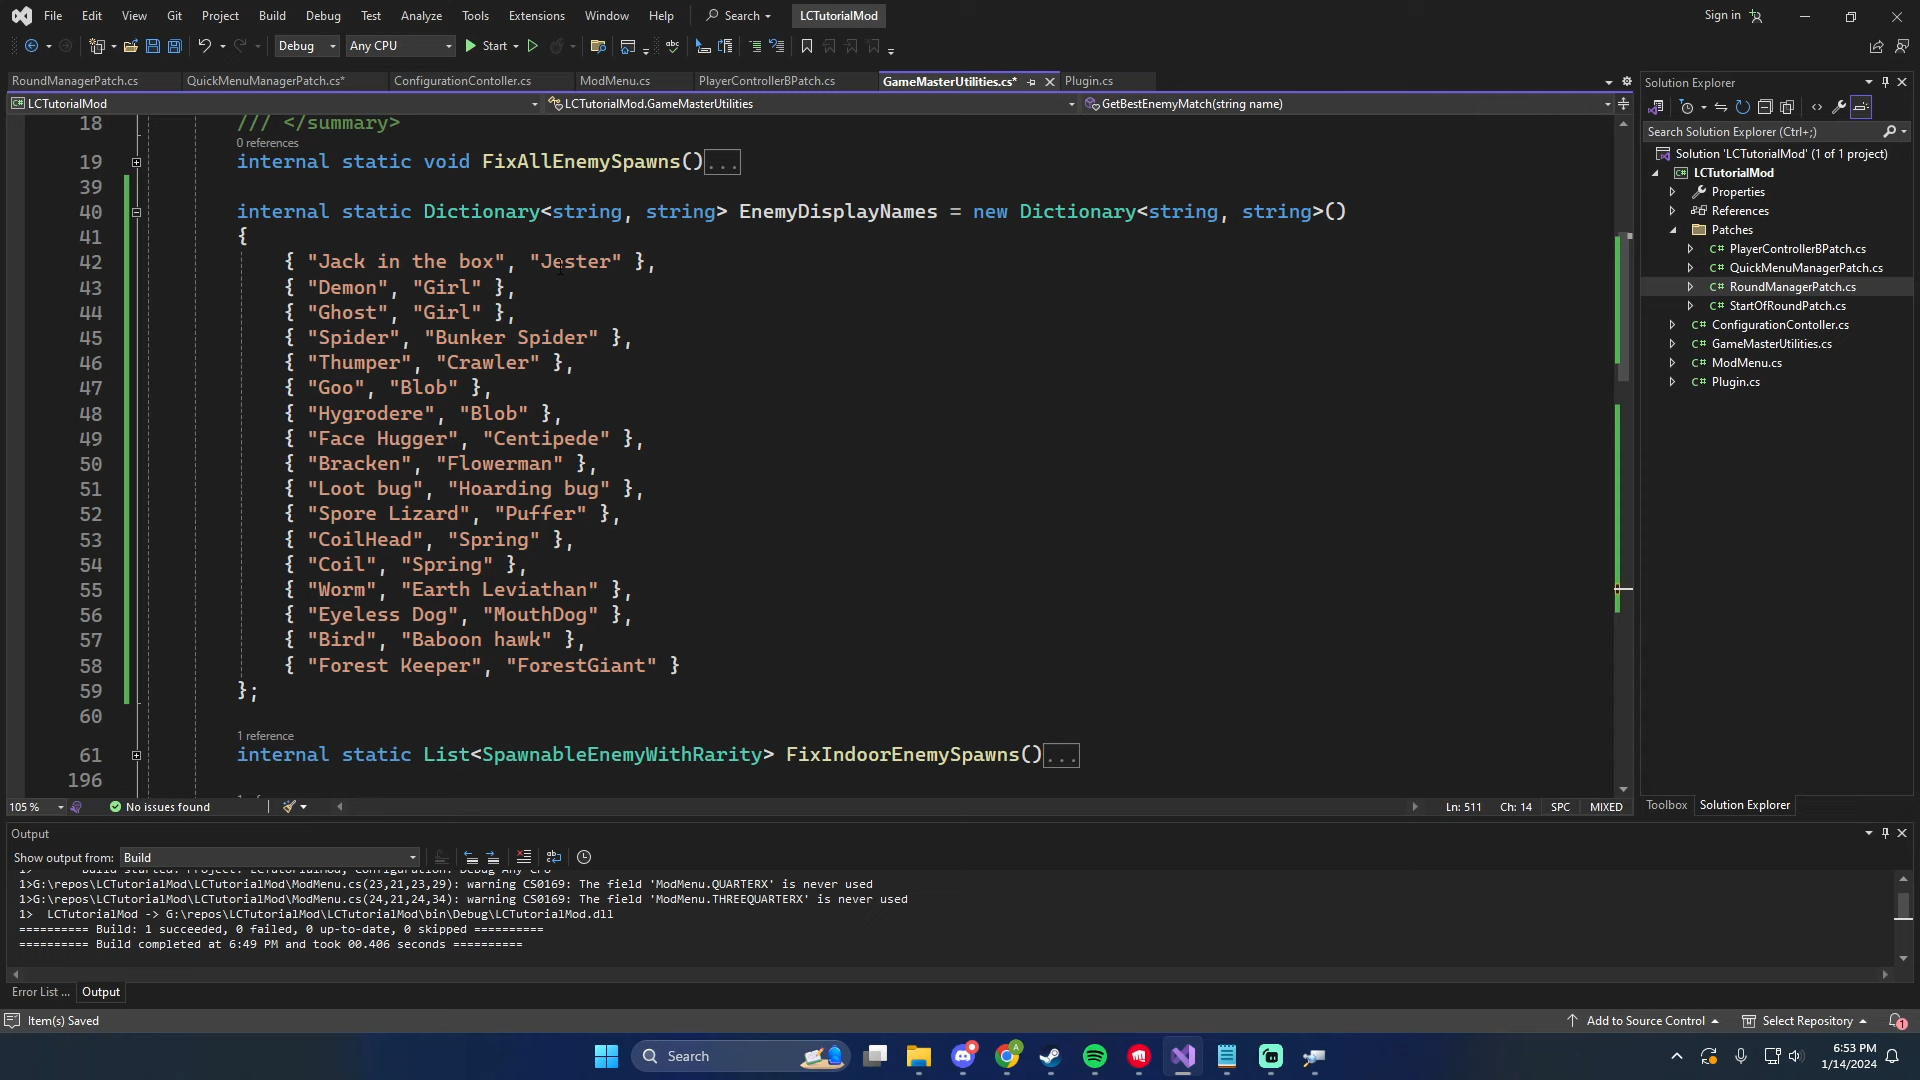 File Edit View Git Project Build Debug Test Analyze Tools Extensions Window Help Search LCTutorialMod Sign in
Debug Any CPU Start
RoundManagerPatch.cs QuickMenuManagerPatch.cs* ConfigurationContoller.cs ModMenu.cs PlayerControllerBPatch.cs GameMasterUtilities.cs* Plugin.cs
LCTutorialMod LCTutorialMod.GameMasterUtilities GetBestEnemyMatch(string name)
18 /// </summary>
0 references
19 internal static void FixAllEnemySpawns()...
39
40 internal static Dictionary<string, string> EnemyDisplayNames = new Dictionary<string, string>()
41 {
42 { "Jack in the box", "Jester" },
43 { "Demon", "Girl" },
44 { "Ghost", "Girl" },
45 { "Spider", "Bunker Spider" },
46 { "Thumper", "Crawler" },
47 { "Goo", "Blob" },
48 { "Hygrodere", "Blob" },
49 { "Face Hugger", "Centipede" },
50 { "Bracken", "Flowerman" },
51 { "Loot bug", "Hoarding bug" },
52 { "Spore Lizard", "Puffer" },
53 { "CoilHead", "Spring" },
54 { "Coil", "Spring" },
55 { "Worm", "Earth Leviathan" },
56 { "Eyeless Dog", "MouthDog" },
57 { "Bird", "Baboon hawk" },
58 { "Forest Keeper", "ForestGiant" }
59 };
60
1 reference
61 internal static List<SpawnableEnemyWithRarity> FixIndoorEnemySpawns()...
196
105 % No issues found Ln: 511 Ch: 14 SPC MIXED
Solution Explorer
Search Solution Explorer (Ctrl+;)
Solution 'LCTutorialMod' (1 of 1 project)
LCTutorialMod
Properties
References
Patches
C# PlayerControllerBPatch.cs
C# QuickMenuManagerPatch.cs
C# RoundManagerPatch.cs
C# StartOfRoundPatch.cs
C# ConfigurationContoller.cs
C# GameMasterUtilities.cs
C# ModMenu.cs
C# Plugin.cs
Toolbox Solution Explorer
Output
Show output from: Build
1> Build started: Project: LCTutorialMod, Configuration: Debug Any CPU
1>G:\repos\LCTutorialMod\LCTutorialMod\ModMenu.cs(23,21,23,29): warning CS0169: The field 'ModMenu.QUARTERX' is never used
1>G:\repos\LCTutorialMod\LCTutorialMod\ModMenu.cs(24,21,24,34): warning CS0169: The field 'ModMenu.THREEQUARTERX' is never used
1> LCTutorialMod -> G:\repos\LCTutorialMod\LCTutorialMod\bin\Debug\LCTutorialMod.dll
========== Build: 1 succeeded, 0 failed, 0 up-to-date, 0 skipped ==========
========== Build completed at 6:49 PM and took 00.406 seconds ==========
Error List ... Output
Item(s) Saved Add to Source Control Select Repository 1
Search 6:53 PM
1/14/2024